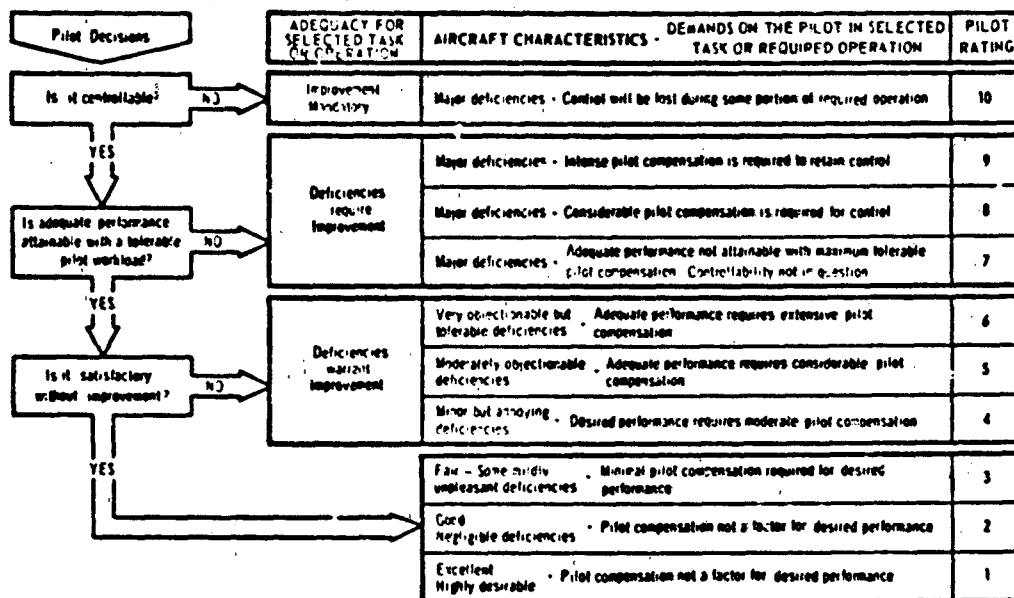 Pilot Decisions
ADEQUACY FOR
SELECTED TASK
OR OPERATION
AIRCRAFT CHARACTERISTICS -
DEMANDS ON THE PILOT IN SELECTED
TASK OR REQUIRED OPERATION
PILOT
RATING
Is it controllable?
NO
Improvement
Mandatory
Major deficiencies - Control will be lost during some portion of required operation
10
YES
Is adequate performance
attainable with a tolerable
pilot workload?
NO
Deficiencies
require
Improvement
Major deficiencies - Intense pilot compensation is required to retain control
9
Major deficiencies - Considerable pilot compensation is required for control
8
Major deficiencies -
Adequate performance not attainable with maximum tolerable
pilot compensation. Controllability not in question
7
YES
Is it satisfactory
without improvement?
NO
Deficiencies
warrant
Improvement
Very objectionable but
tolerable deficiencies
- Adequate performance requires extensive pilot
compensation
6
Moderately objectionable
deficiencies
- Adequate performance requires considerable pilot
compensation
5
Minor but annoying
deficiencies
- Desired performance requires moderate pilot compensation
4
YES
Fair - Some mildly
unpleasant deficiencies
- Minimal pilot compensation required for desired
performance
3
Good
Negligible deficiencies
- Pilot compensation not a factor for desired performance
2
Excellent
Highly desirable
- Pilot compensation not a factor for desired performance
1